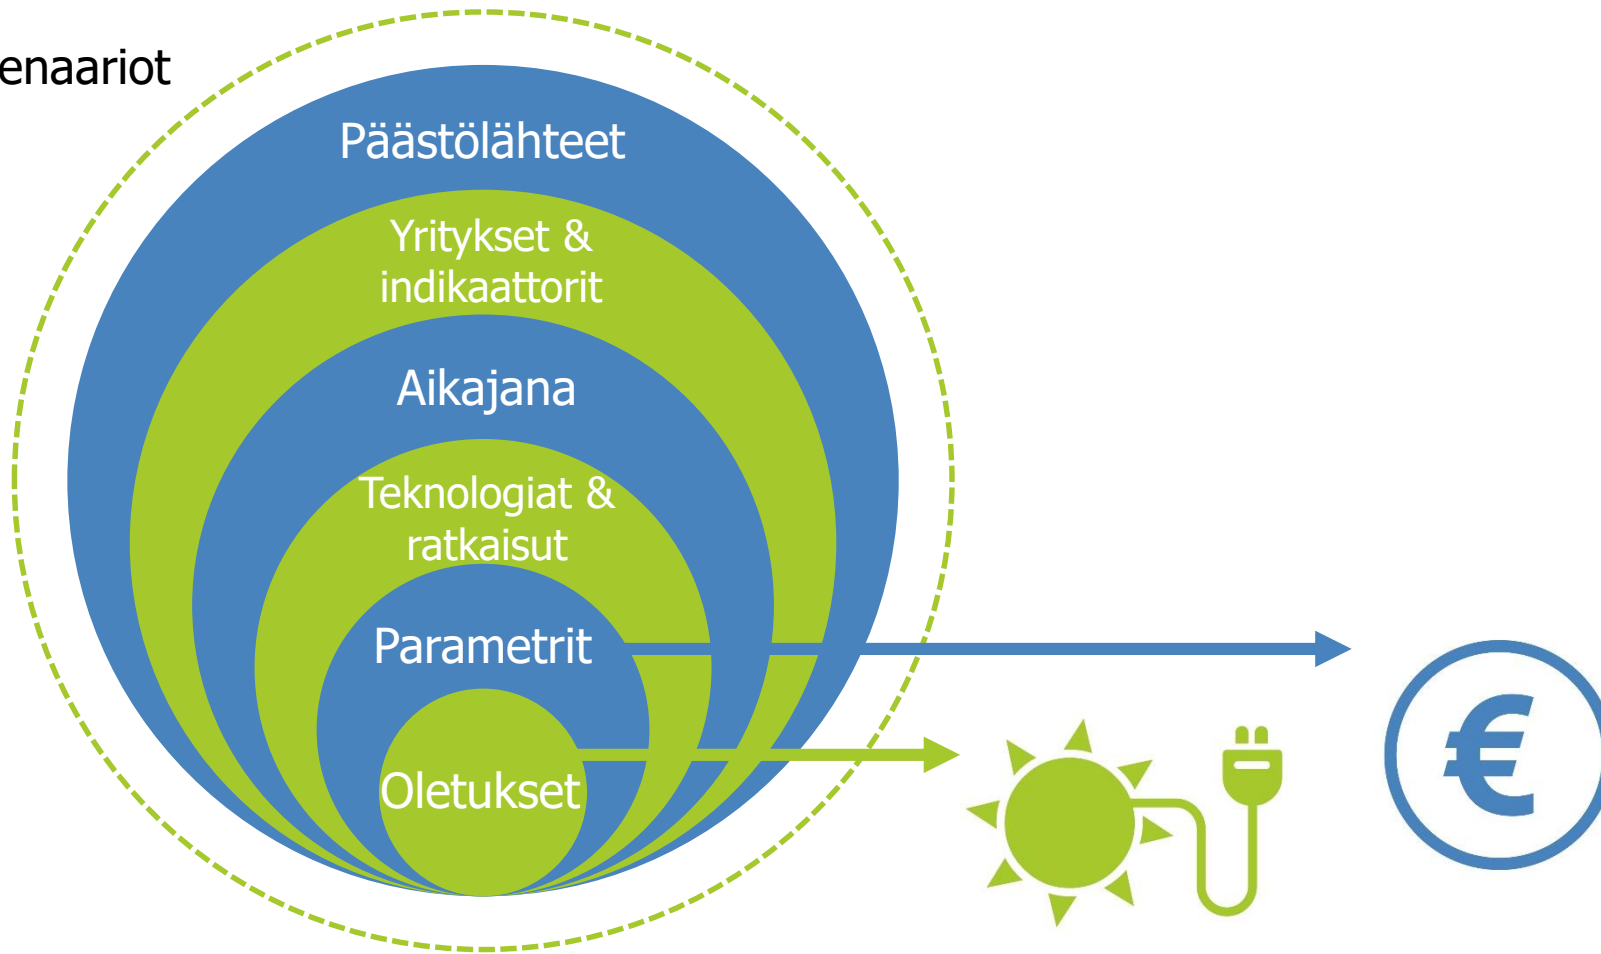 enaariot
Päästölähteet
Yritykset &
indikaattorit
Aikajana
Teknologiat &
ratkaisut
Parametrit
Oletukset
€